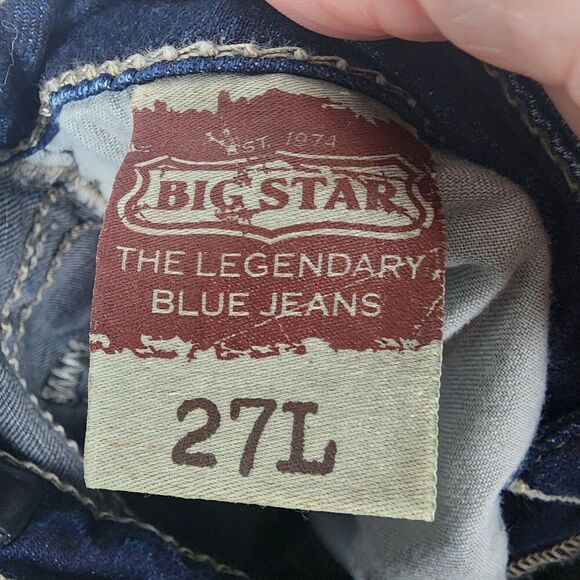 EST. 1974
BIG STAR
THE LEGENDARY
BLUE JEANS
27L